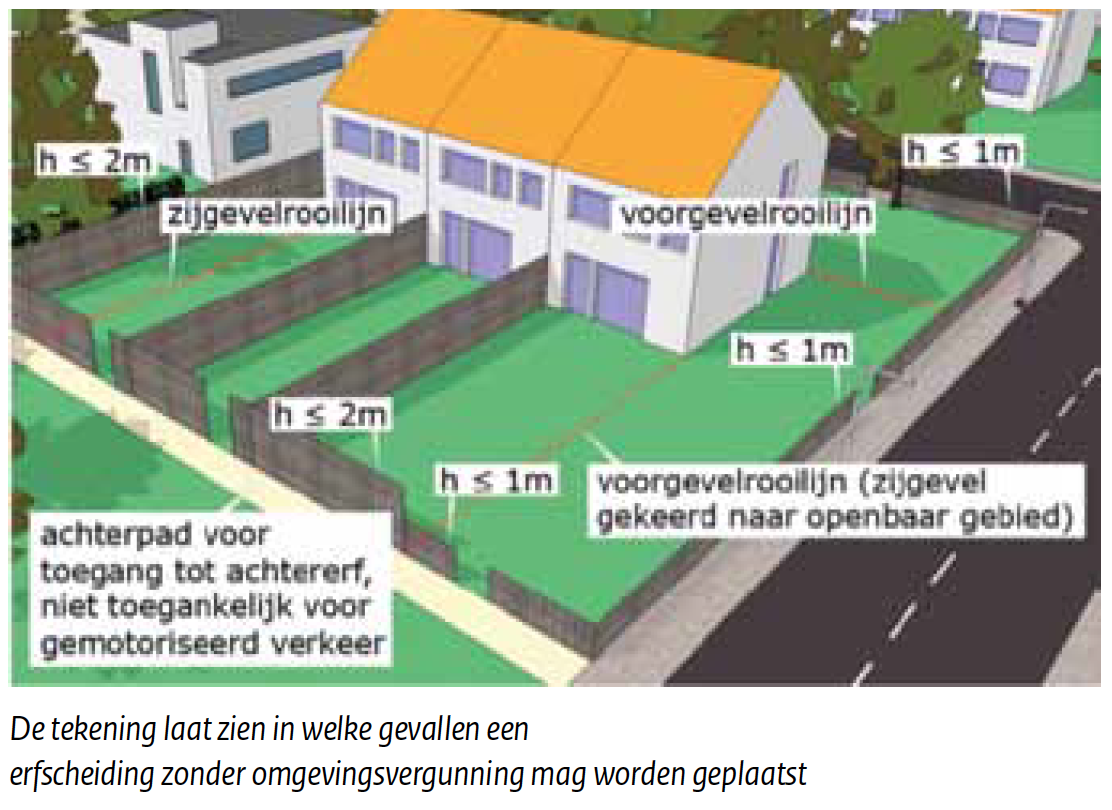 h ≤ 2m
h ≤ 1m
zijgevelrooilijn
voorgevelrooilijn
h ≤ 1m
h ≤ 2m
h ≤ 1m
voorgevelrooilijn (zijgevel
gekeerd naar openbaar gebied)
achterpad voor
toegang tot achtererf,
niet toegankelijk voor
gemotoriseerd verkeer
De tekening laat zien in welke gevallen een
erfscheiding zonder omgevingsvergunning mag worden geplaatst